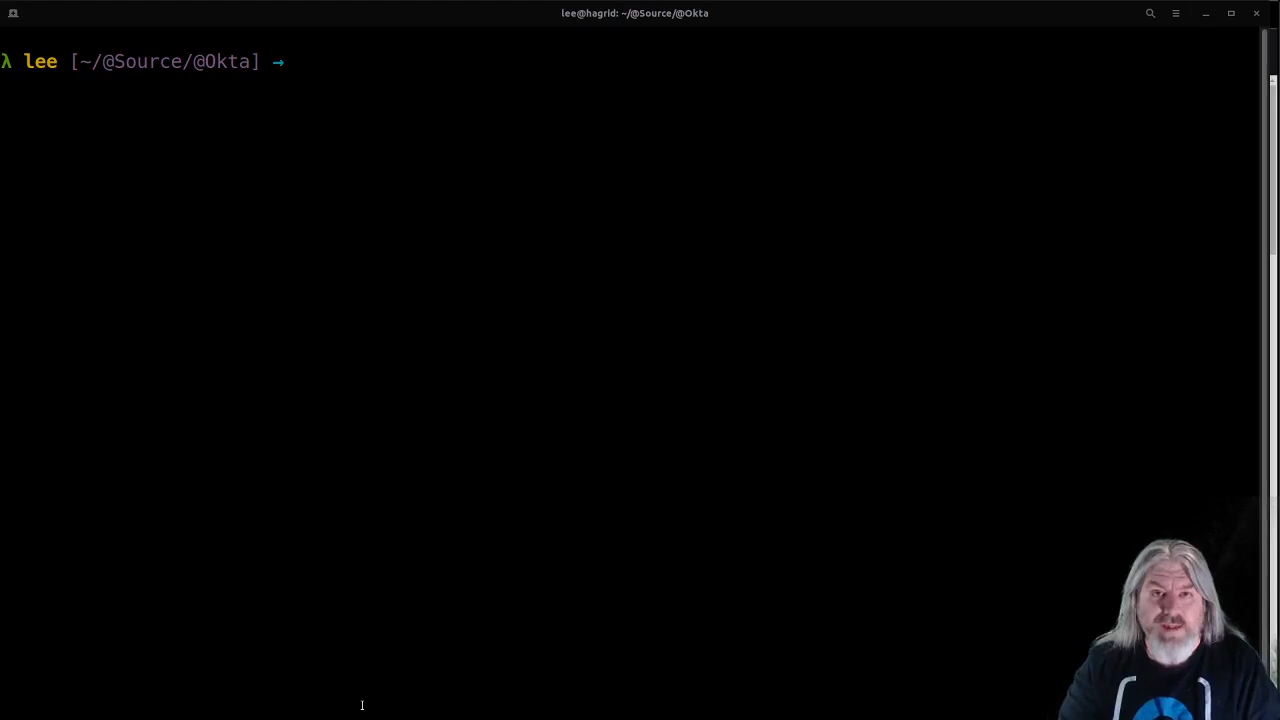 lee@hagrid: ~/@Source/@Okta
λ lee [~/@Source/@Okta] →